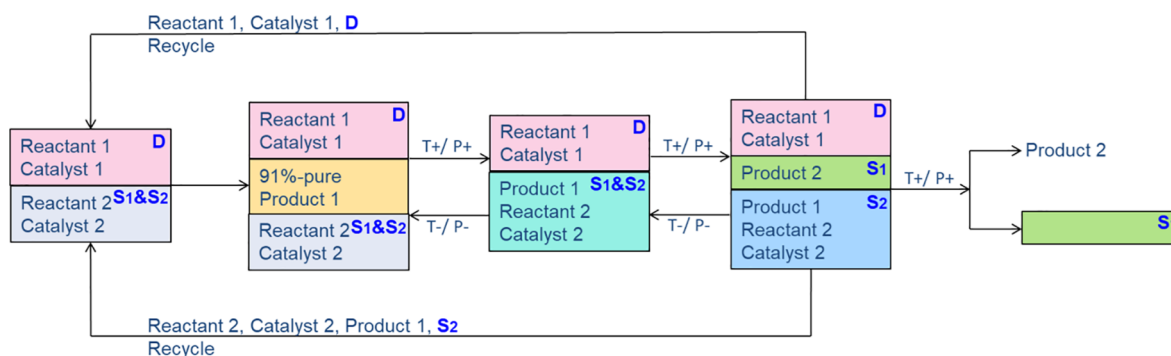 Reactant 1, Catalyst 1, D
Recycle
Reactant 1 D
Catalyst 1
Reactant 2 S1&S2
Catalyst 2
Reactant 1 D
Catalyst 1
91%-pure
Product 1
Reactant 2 S1&S2
Catalyst 2
T+/ P+
T-/ P-
Reactant 1 D
Catalyst 1
Product 1 S1&S2
Reactant 2
Catalyst 2
T+/ P+
T-/ P-
Reactant 1 D
Catalyst 1
Product 2 S1
Product 1 S2
Reactant 2
Catalyst 2
T+/ P+
Product 2
S
Reactant 2, Catalyst 2, Product 1, S2
Recycle